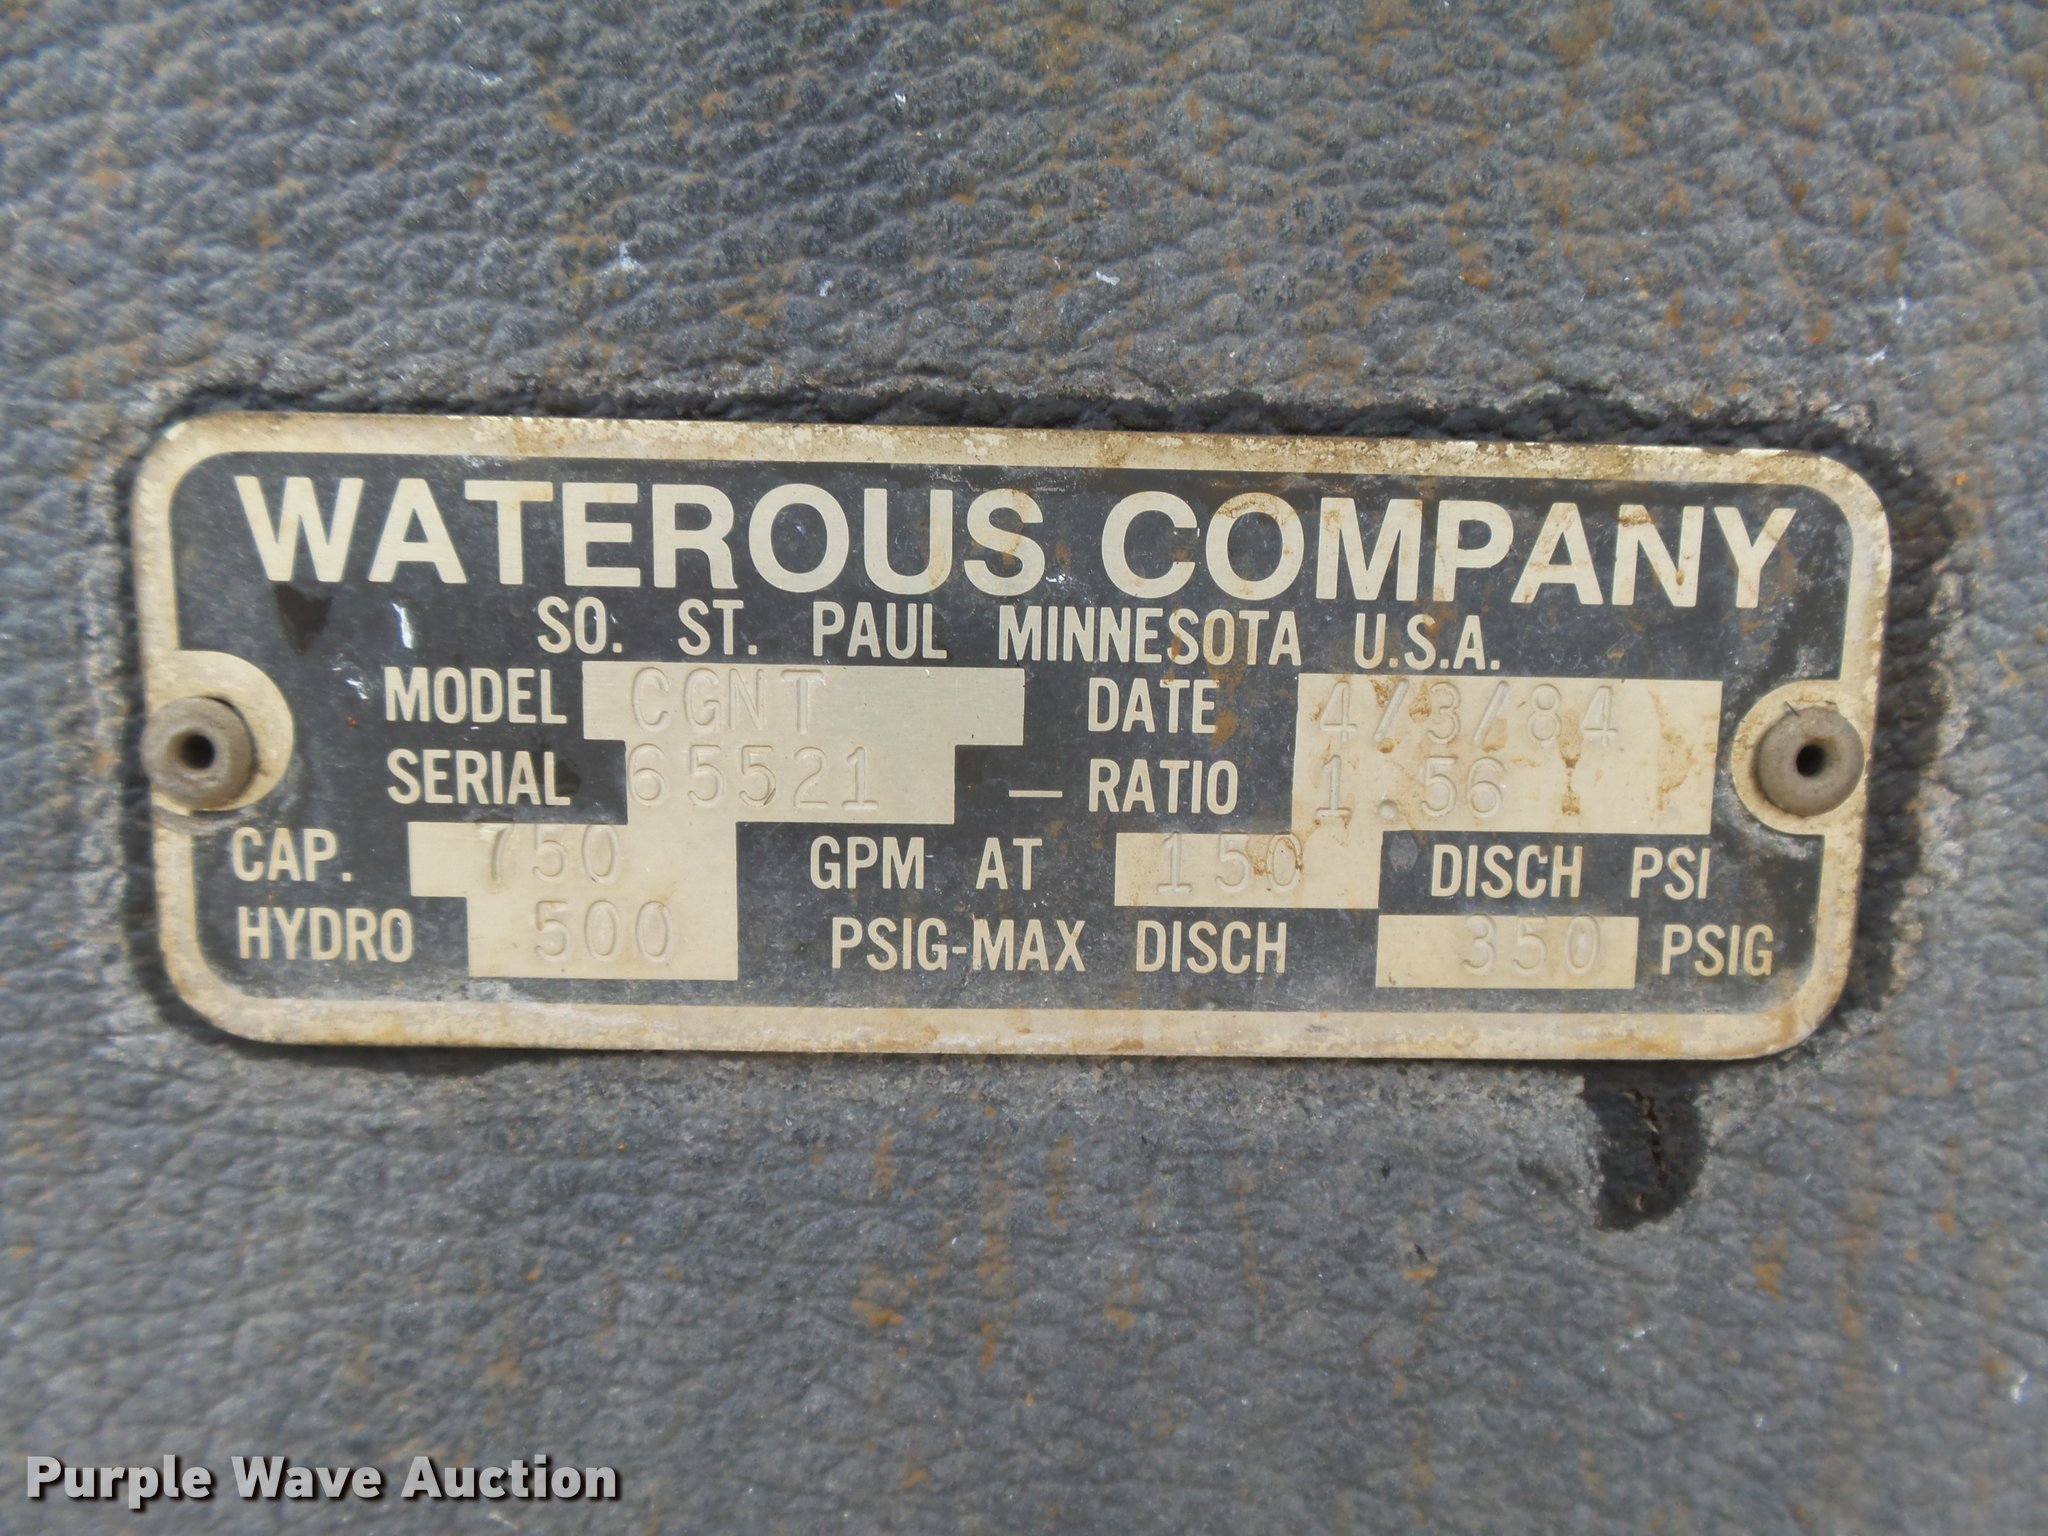 WATEROUS COMPANY
SO. ST. PAUL MINNESOTA U.S.A.
MODEL CGNT DATE 4/3/84
SERIAL 65521 — RATIO 1.56
CAP. 750 GPM AT 150 DISCH PSI
HYDRO 500 PSIG-MAX DISCH 350 PSIG
Purple Wave Auction